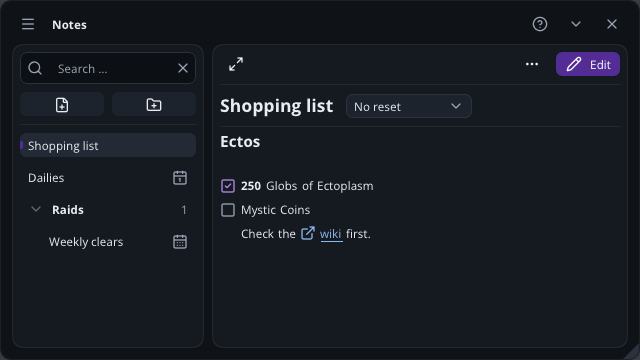 Notes
Search ...
Edit
Shopping list
No reset
Shopping list
Dailies
Raids 1
Weekly clears
Ectos
250 Globs of Ectoplasm
Mystic Coins
Check the wiki first.